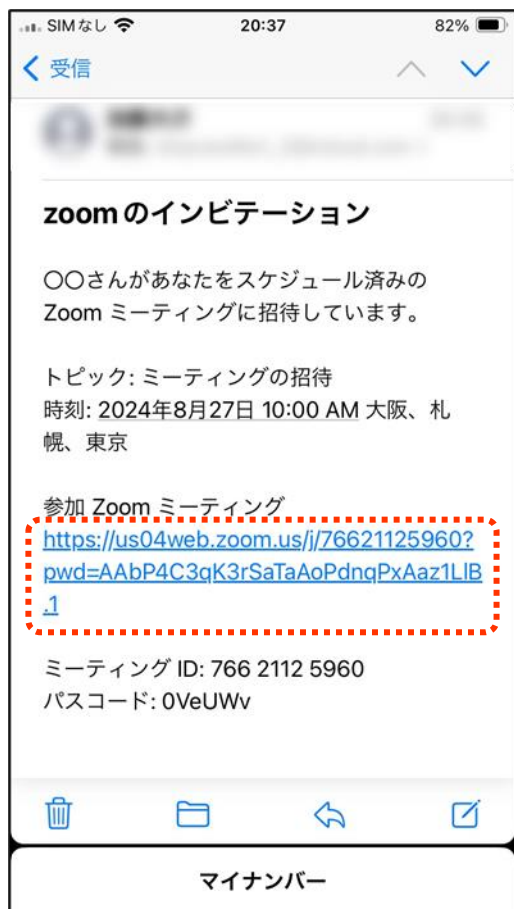 SIMなし 20:37 82%
受信
zoomのインビテーション
〇〇さんがあなたをスケジュール済みの
Zoom ミーティングに招待しています。
トピック: ミーティングの招待
時刻: 2024年8月27日 10:00 AM 大阪、札
幌、東京
参加 Zoom ミーティング
https://us04web.zoom.us/j/76621125960?
pwd=AAbP4C3qK3rSaTaAoPdnqPxAaz1LlB
.1
ミーティング ID: 766 2112 5960
パスコード: 0VeUWv
マイナンバー